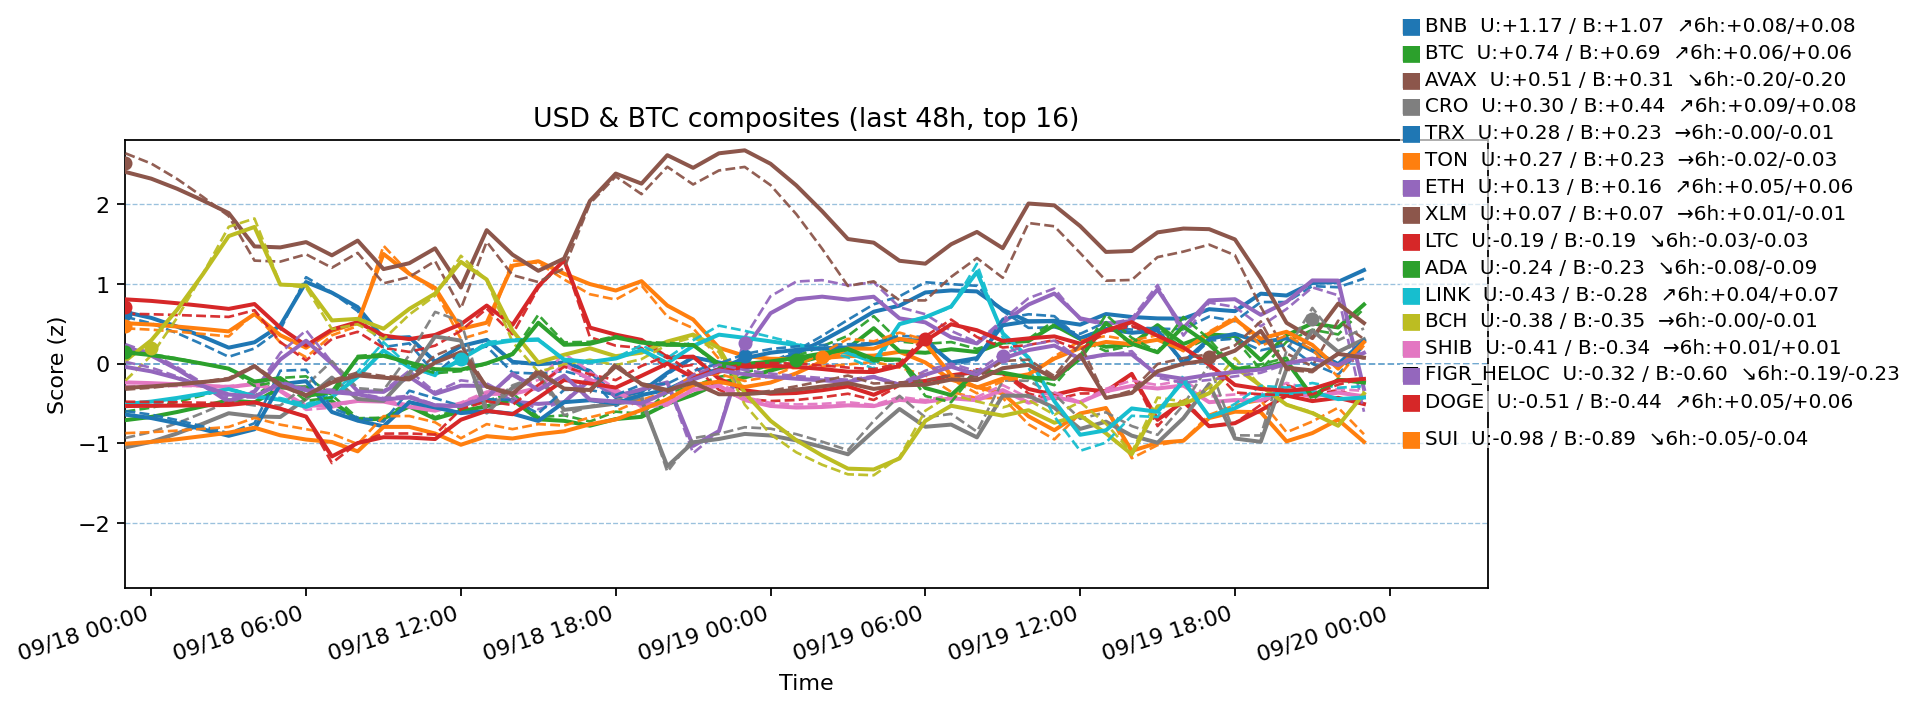 USD & BTC composites (last 48h, top 16)
BNB  U:+1.17 / B:+1.07  ↗6h:+0.08/+0.08
BTC  U:+0.74 / B:+0.69  ↗6h:+0.06/+0.06
AVAX  U:+0.51 / B:+0.31  ↘6h:-0.20/-0.20
CRO  U:+0.30 / B:+0.44  ↗6h:+0.09/+0.08
TRX  U:+0.28 / B:+0.23  →6h:-0.00/-0.01
TON  U:+0.27 / B:+0.23  →6h:-0.02/-0.03
ETH  U:+0.13 / B:+0.16  ↗6h:+0.05/+0.06
XLM  U:+0.07 / B:+0.07  →6h:+0.01/-0.01
LTC  U:-0.19 / B:-0.19  ↘6h:-0.03/-0.03
ADA  U:-0.24 / B:-0.23  ↘6h:-0.08/-0.09
LINK  U:-0.43 / B:-0.28  ↗6h:+0.04/+0.07
BCH  U:-0.38 / B:-0.35  →6h:-0.00/-0.01
SHIB  U:-0.41 / B:-0.34  →6h:+0.01/+0.01
FIGR_HELOC  U:-0.32 / B:-0.60  ↘6h:-0.19/-0.23
DOGE  U:-0.51 / B:-0.44  ↗6h:+0.05/+0.06
SUI  U:-0.98 / B:-0.89  ↘6h:-0.05/-0.04
Score (z)
2
1
0
−1
−2
09/18 00:00
09/18 06:00
09/18 12:00
09/18 18:00
09/19 00:00
09/19 06:00
09/19 12:00
09/19 18:00
09/20 00:00
Time